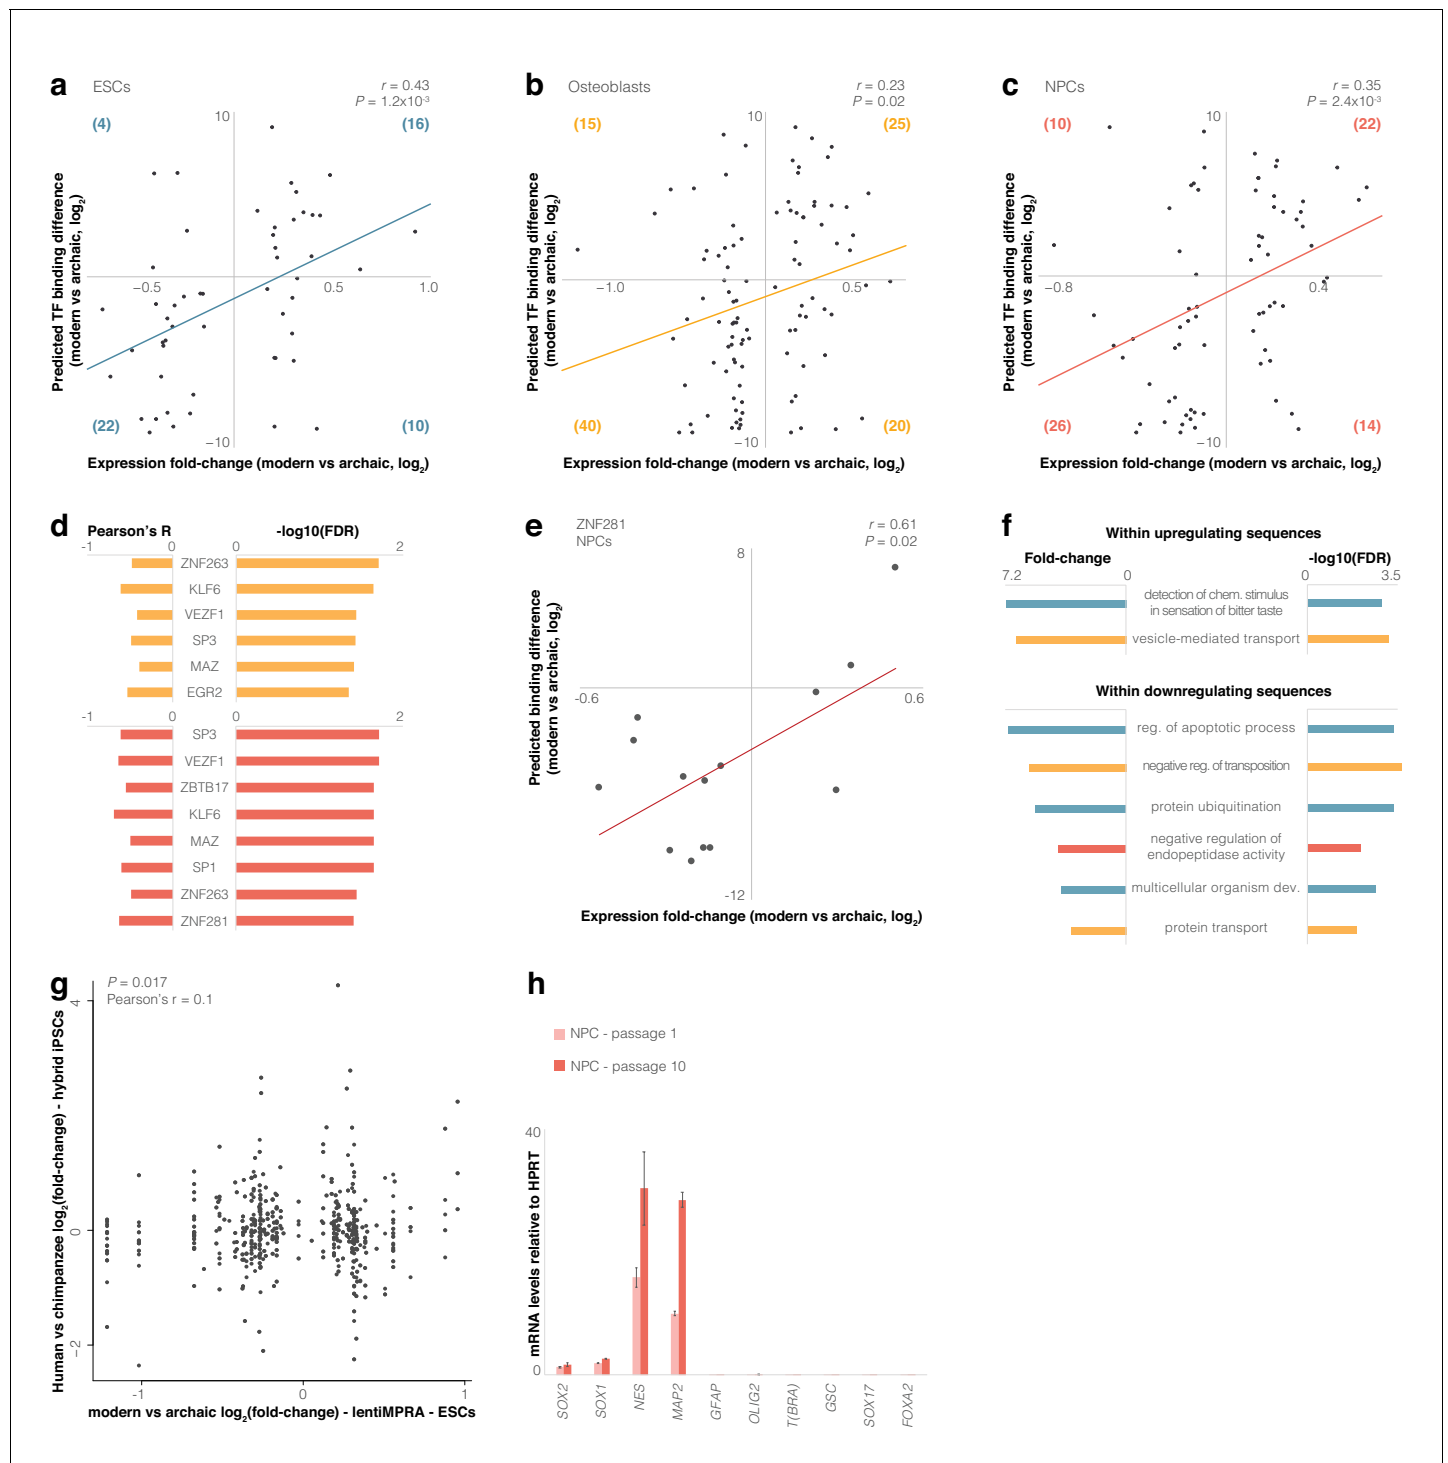 a
ESCs
r = 0.43
P = 1.2x10⁻³
(4)
10
(16)
Predicted TF binding difference
(modern vs archaic, log₂)
−0.5
0.5
1.0
(22)
−10
(10)
Expression fold-change (modern vs archaic, log₂)
b
Osteoblasts
r = 0.23
P = 0.02
(15)
10
(25)
Predicted TF binding difference
(modern vs archaic, log₂)
−1.0
0.5
(40)
−10
(20)
Expression fold-change (modern vs archaic, log₂)
c
NPCs
r = 0.35
P = 2.4x10⁻³
(10)
10
(22)
Predicted TF binding difference
(modern vs archaic, log₂)
−0.8
0.4
(26)
−10
(14)
Expression fold-change (modern vs archaic, log₂)
d
Pearson's R
-log10(FDR)
-1
0
0
2
ZNF263
KLF6
VEZF1
SP3
MAZ
EGR2
-1
0
0
2
SP3
VEZF1
ZBTB17
KLF6
MAZ
SP1
ZNF263
ZNF281
e
ZNF281
NPCs
r = 0.61
P = 0.02
8
Predicted binding difference
(modern vs archaic, log₂)
-0.6
0.6
-12
Expression fold-change (modern vs archaic, log₂)
f
Within upregulating sequences
Fold-change
-log10(FDR)
7.2
0
0
3.5
detection of chem. stimulus
in sensation of bitter taste
vesicle-mediated transport
Within downregulating sequences
reg. of apoptotic process
negative reg. of transposition
protein ubiquitination
negative regulation of
endopeptidase activity
multicellular organism dev.
protein transport
g
P = 0.017
Pearson's r = 0.1
Human vs chimpanzee log₂(fold-change) - hybrid iPSCs
4
0
−2
-1
0
1
modern vs archaic log₂(fold-change) - lentiMPRA - ESCs
h
NPC - passage 1
NPC - passage 10
mRNA levels relative to HPRT
40
0
SOX2
SOX1
NES
MAP2
GFAP
OLIG2
T(BRA)
GSC
SOX17
FOXA2